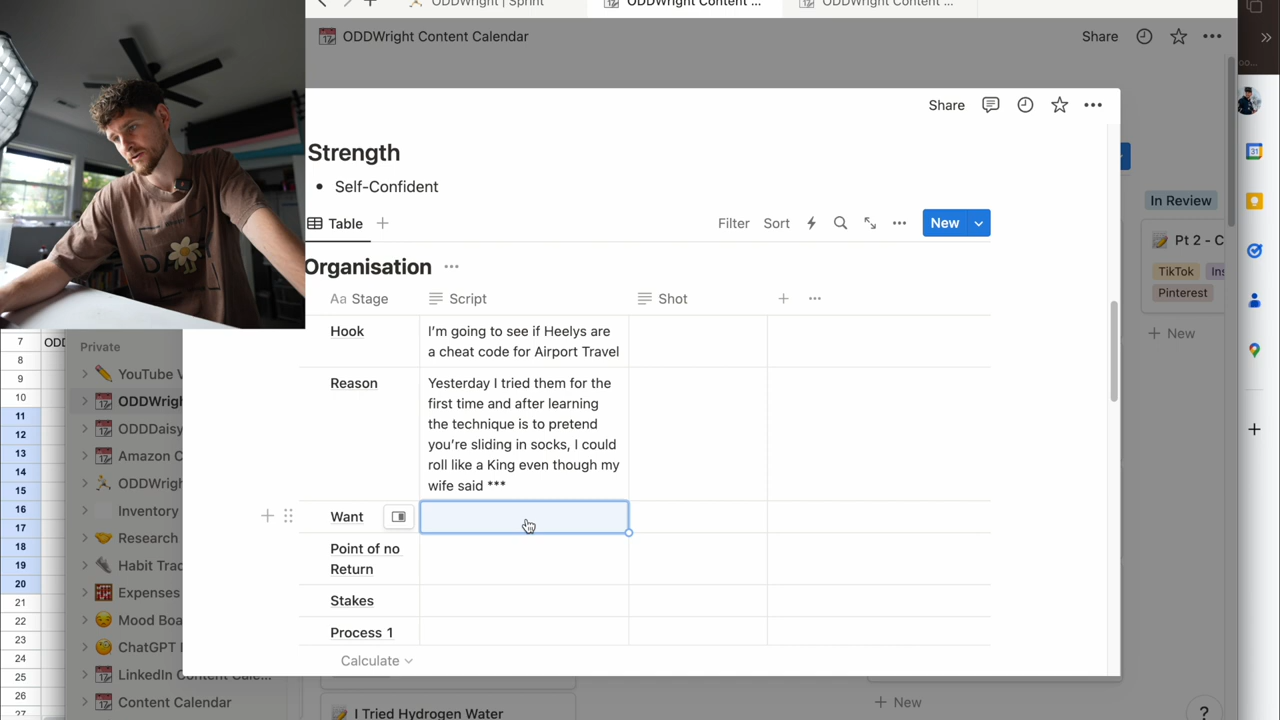 ODDWright | Sprint
ODDWright Content ...
ODDWright Content ...
ODDWright Content Calendar
Share
Share
Strength
• Self-Confident
Table
Filter
Sort
New
Organisation
Aa Stage
Script
Shot
Hook
I'm going to see if Heelys are
a cheat code for Airport Travel
Reason
Yesterday I tried them for the
first time and after learning
the technique is to pretend
you're sliding in socks, I could
roll like a King even though my
wife said ***
Want
Point of no
Return
Stakes
Process 1
Calculate
In Review
Pt 2 - C
TikTok
Ins
Pinterest
+ New
+ New
I Tried Hydrogen Water
?
31
7
8
9
10
11
12
13
14
15
16
17
18
19
20
21
22
23
24
25
26
27
Private
YouTube V
ODDWrigh
ODDDaisy
Amazon C
ODDWrigh
Inventory
Research
Habit Trac
Expenses
Mood Boa
ChatGPT
LinkedIn Content Cale...
Content Calendar